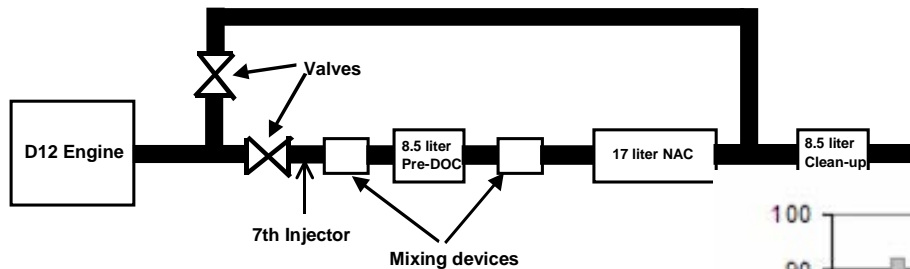 Valves
D12 Engine
8.5 liter
Pre-DOC
17 liter NAC
8.5 liter
Clean-up
7th Injector
Mixing devices
100